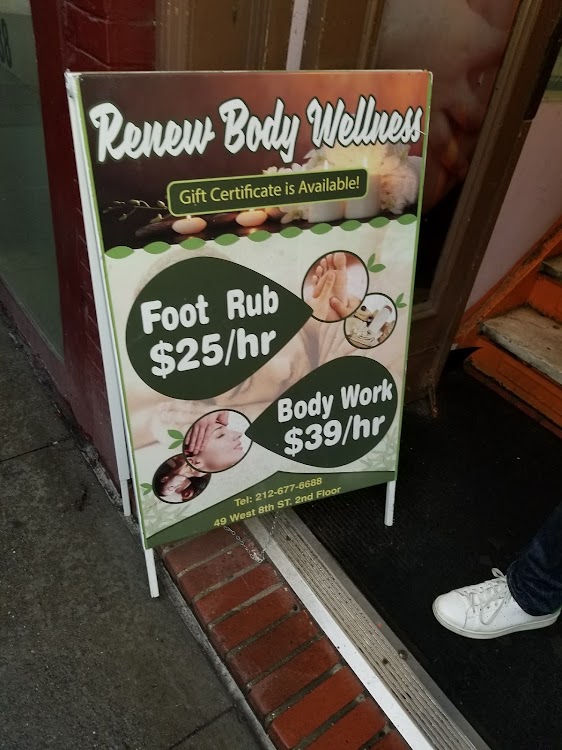 Renew Body Wellness
Gift Certificate is Available!
Foot Rub
$25/hr
Body Work
$39/hr
Tel: 212-677-6688
49 West 8th ST. 2nd Floor